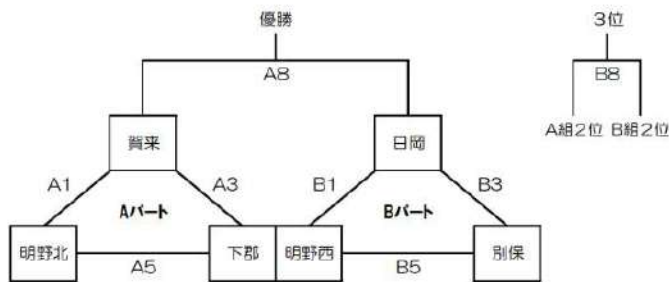 優勝 3位
A8 B8
A組2位 B組2位
賀来 日岡
A1 A3 B1 B3
Aパート Bパート
明野北 下郡 明野西 別保
A5 B5